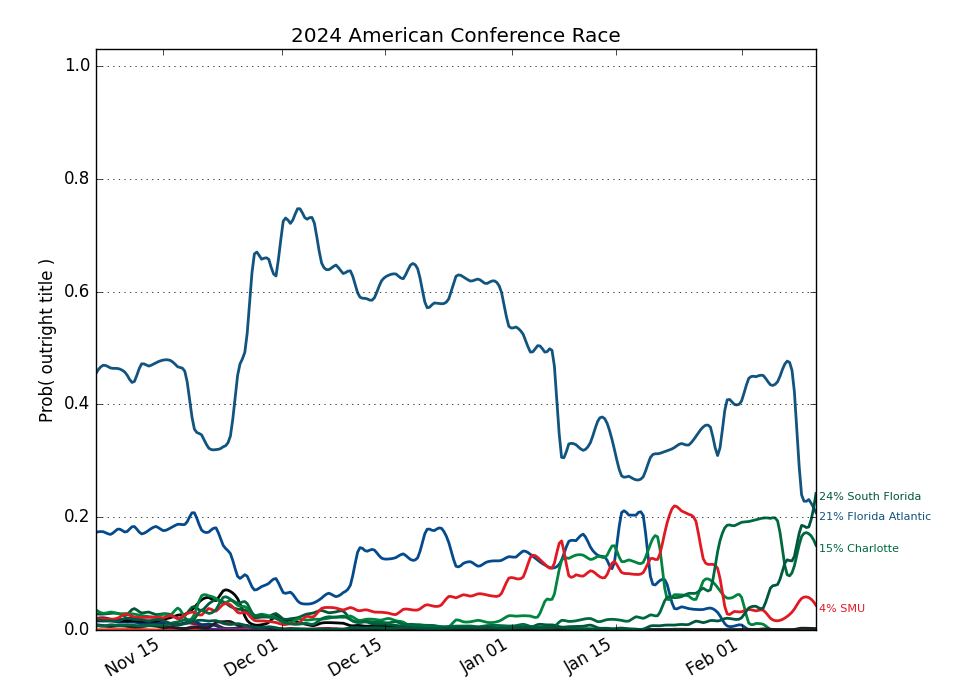 2024 American Conference Race
1.0
0.8
0.6
0.4
0.2
0.0
Prob( outright title )
24% South Florida
21% Florida Atlantic
15% Charlotte
4% SMU
Nov 15
Dec 01
Dec 15
Jan 01
Jan 15
Feb 01